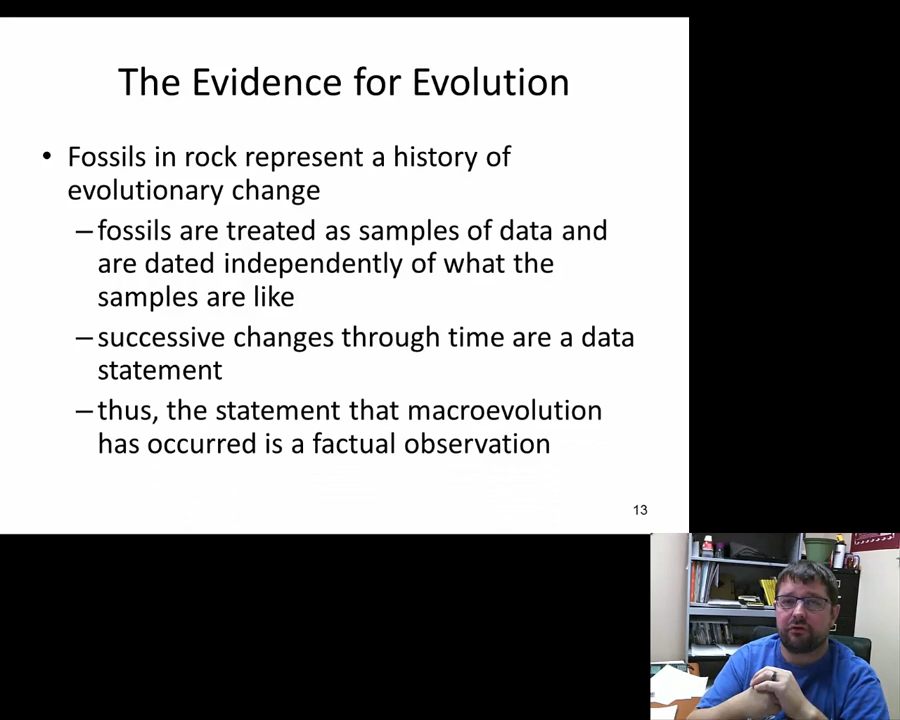 The Evidence for Evolution
• Fossils in rock represent a history of
evolutionary change
– fossils are treated as samples of data and
are dated independently of what the
samples are like
– successive changes through time are a data
statement
– thus, the statement that macroevolution
has occurred is a factual observation
13